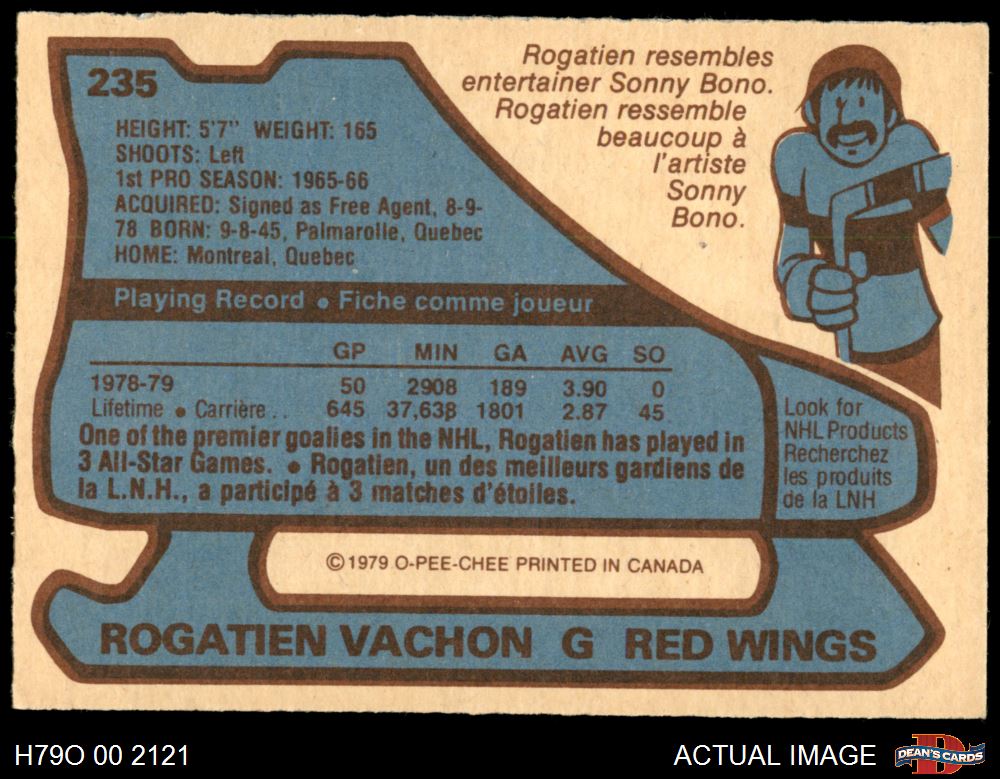 235
HEIGHT: 5'7" WEIGHT: 165
SHOOTS: Left
1st PRO SEASON: 1965-66
ACQUIRED: Signed as Free Agent, 8-9-
78 BORN: 9-8-45, Palmarolle, Quebec
HOME: Montreal, Quebec
Rogatien resembles
entertainer Sonny Bono.
Rogatien ressemble
beaucoup à
l'artiste
Sonny
Bono.
Playing Record • Fiche comme joueur
GP MIN GA AVG SO
1978-79 50 2908 189 3.90 0
Lifetime • Carrière . . 645 37,638 1801 2.87 45
One of the premier goalies in the NHL, Rogatien has played in
3 All-Star Games. • Rogatien, un des meilleurs gardiens de
la L.N.H., a participé à 3 matches d'étoiles.
Look for
NHL Products
Recherchez
les produits
de la LNH
©1979 O-PEE-CHEE PRINTED IN CANADA
ROGATIEN VACHON G RED WINGS
H79O 00 2121
ACTUAL IMAGE
DEAN'S CARDS